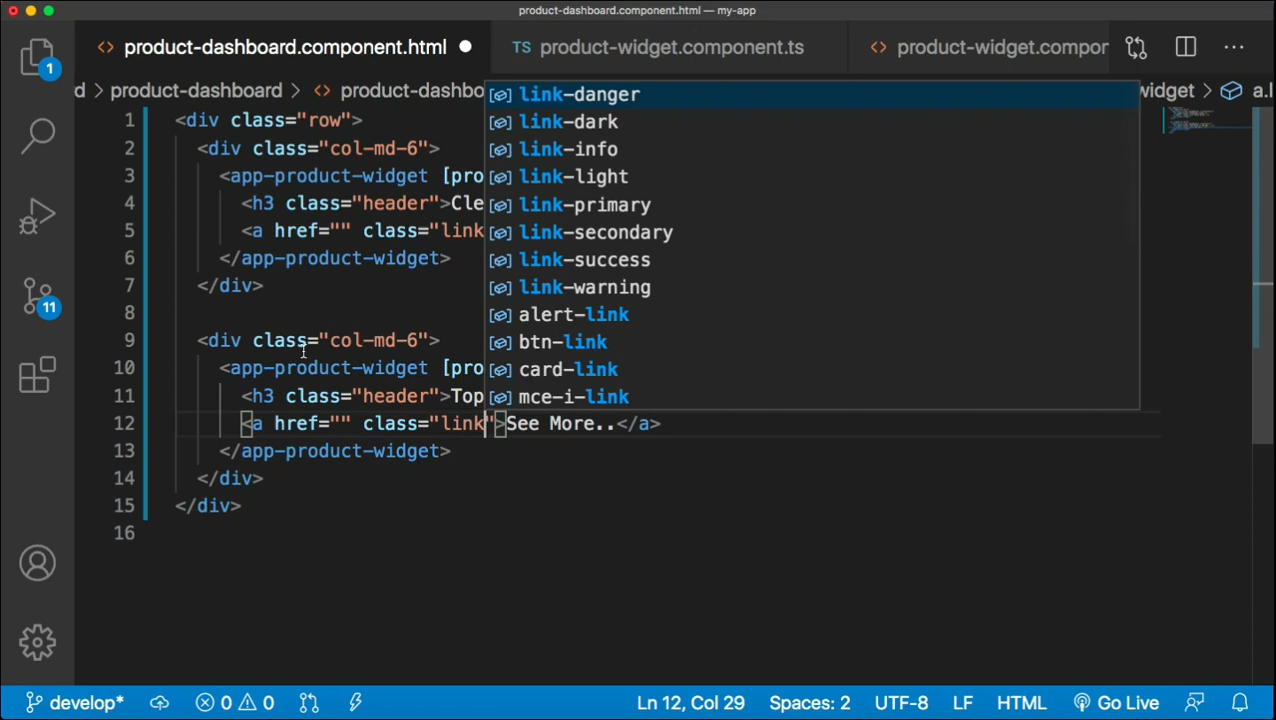 product-dashboard.component.html — my-app
product-dashboard.component.html
TS product-widget.component.ts
product-widget.compor
d > product-dashboard > product-dashbo
widget > a.l
1 <div class="row">
2 <div class="col-md-6">
3 <app-product-widget [pro
4 <h3 class="header">Cle
5 <a href="" class="link
6 </app-product-widget>
7 </div>
8
9 <div class="col-md-6">
10 <app-product-widget [pro
11 <h3 class="header">Top
12 <a href="" class="link">See More..</a>
13 </app-product-widget>
14 </div>
15 </div>
16
link-danger
link-dark
link-info
link-light
link-primary
link-secondary
link-success
link-warning
alert-link
btn-link
card-link
mce-i-link
1
11
develop* 0 0 Ln 12, Col 29 Spaces: 2 UTF-8 LF HTML Go Live